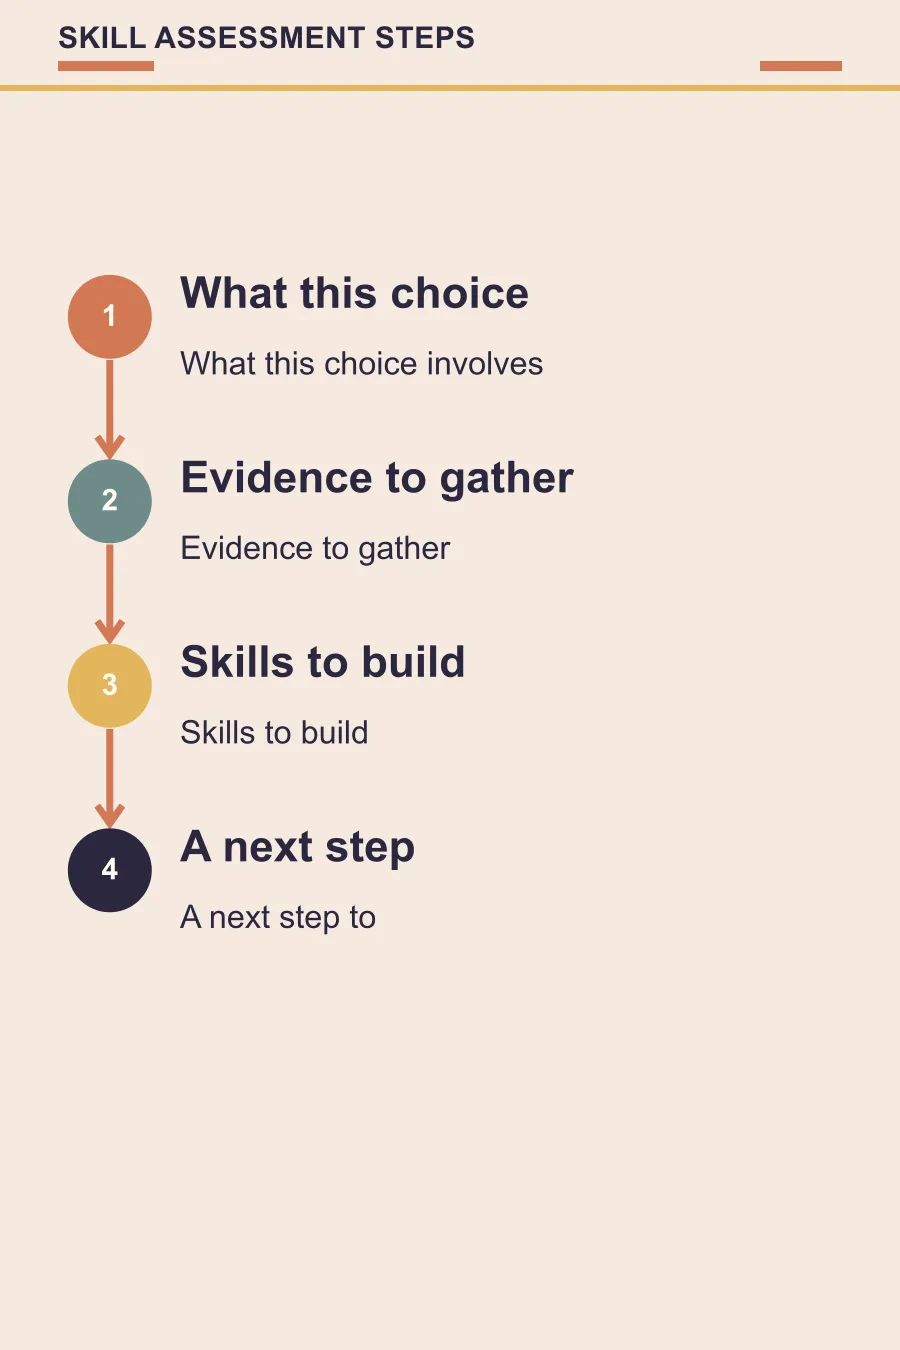 SKILL ASSESSMENT STEPS
1
What this choice
What this choice involves
2
Evidence to gather
Evidence to gather
3
Skills to build
Skills to build
4
A next step
A next step to